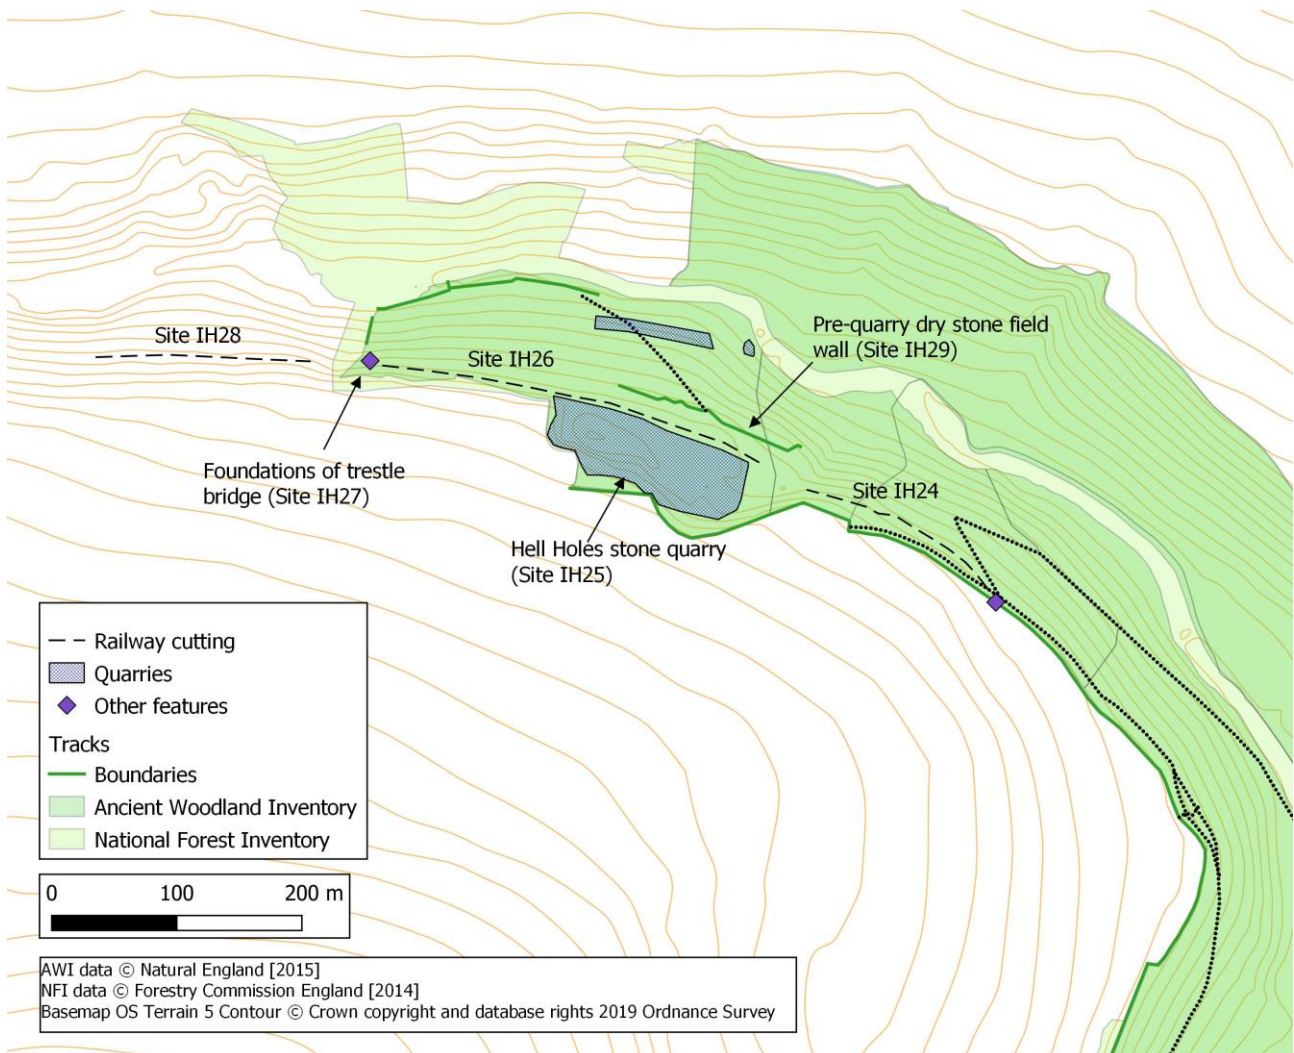 Site IH28
Site IH26
Pre-quarry dry stone field
wall (Site IH29)
Foundations of trestle
bridge (Site IH27)
Site IH24
Hell Holes stone quarry
(Site IH25)
Railway cutting
Quarries
Other features
Tracks
Boundaries
Ancient Woodland Inventory
National Forest Inventory
0 100 200 m
AWI data © Natural England [2015]
NFI data © Forestry Commission England [2014]
Basemap OS Terrain 5 Contour © Crown copyright and database rights 2019 Ordnance Survey